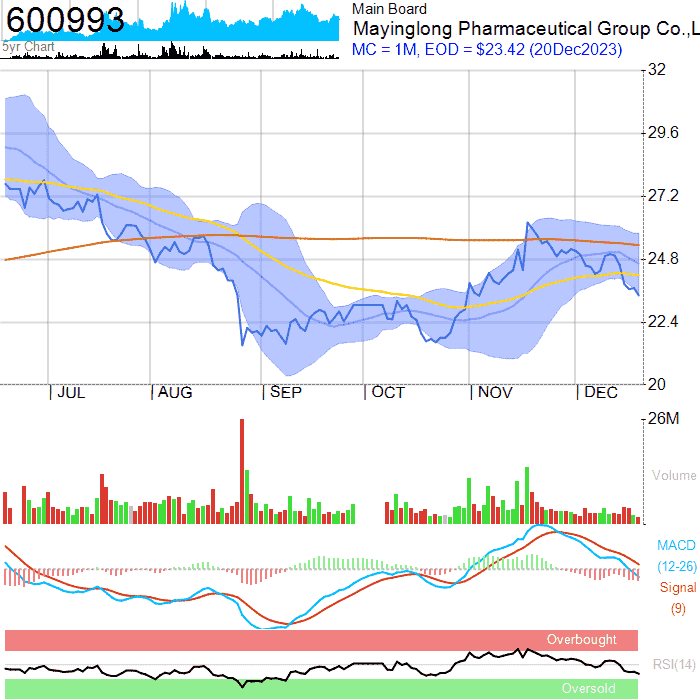 600993
5yr Chart
Main Board
Mayinglong Pharmaceutical Group Co.,L
MC = 1M, EOD = $23.42 (20Dec2023)
32
29.6
27.2
24.8
22.4
20
| JUL | AUG | SEP | OCT | NOV | DEC
26M
Volume
MACD
(12-26)
Signal
(9)
Overbought
RSI(14)
Oversold